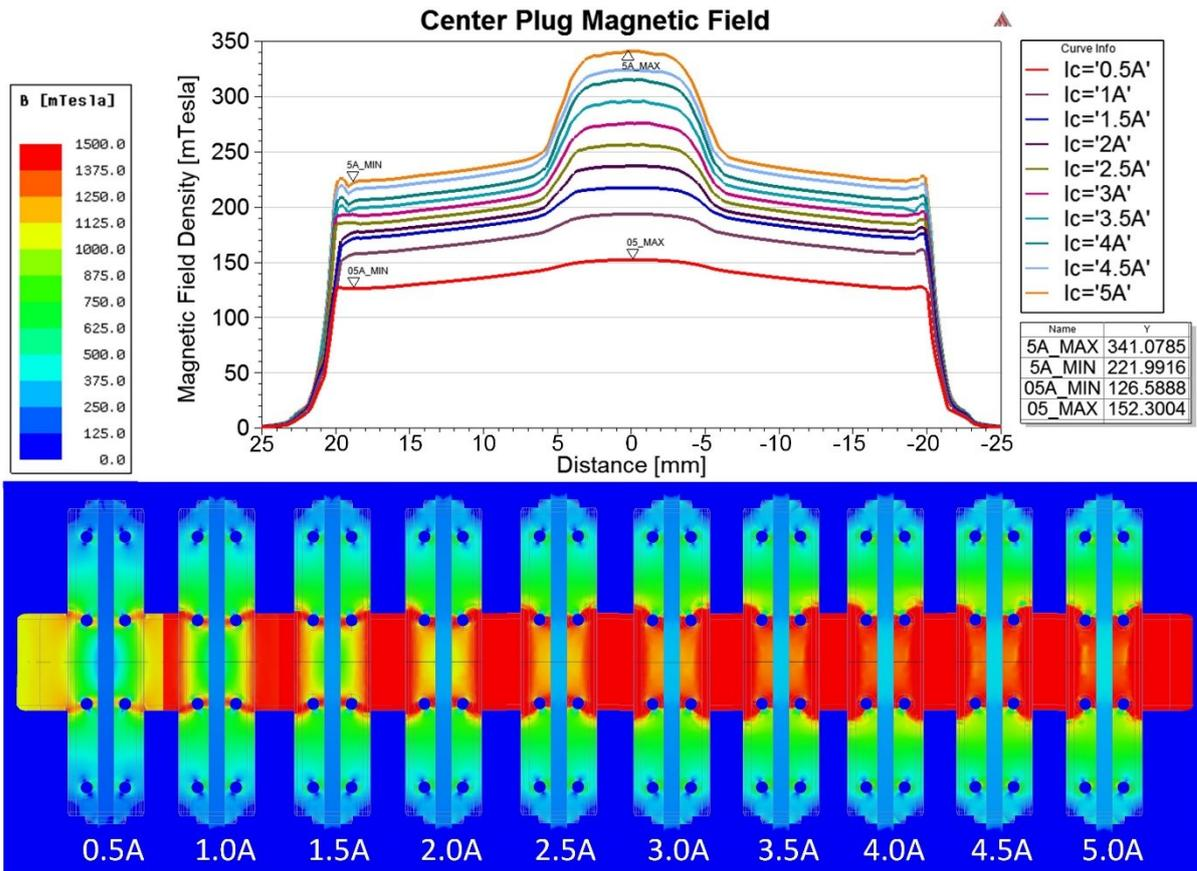 Center Plug Magnetic Field
B [mTesla]
1500.0
1375.0
1250.0
1125.0
1000.0
875.0
750.0
625.0
500.0
375.0
250.0
125.0
0.0
Magnetic Field Density [mTesla]
350
300
250
200
150
100
50
0
5A_MAX
5A_MIN
05_MAX
05A_MIN
25 20 15 10 5 0 -5 -10 -15 -20 -25
Distance [mm]
Curve Info
Ic='0.5A'
Ic='1A'
Ic='1.5A'
Ic='2A'
Ic='2.5A'
Ic='3A'
Ic='3.5A'
Ic='4A'
Ic='4.5A'
Ic='5A'
Name Y
5A_MAX 341.0785
5A_MIN 221.9916
05A_MIN 126.5888
05_MAX 152.3004
0.5A 1.0A 1.5A 2.0A 2.5A 3.0A 3.5A 4.0A 4.5A 5.0A